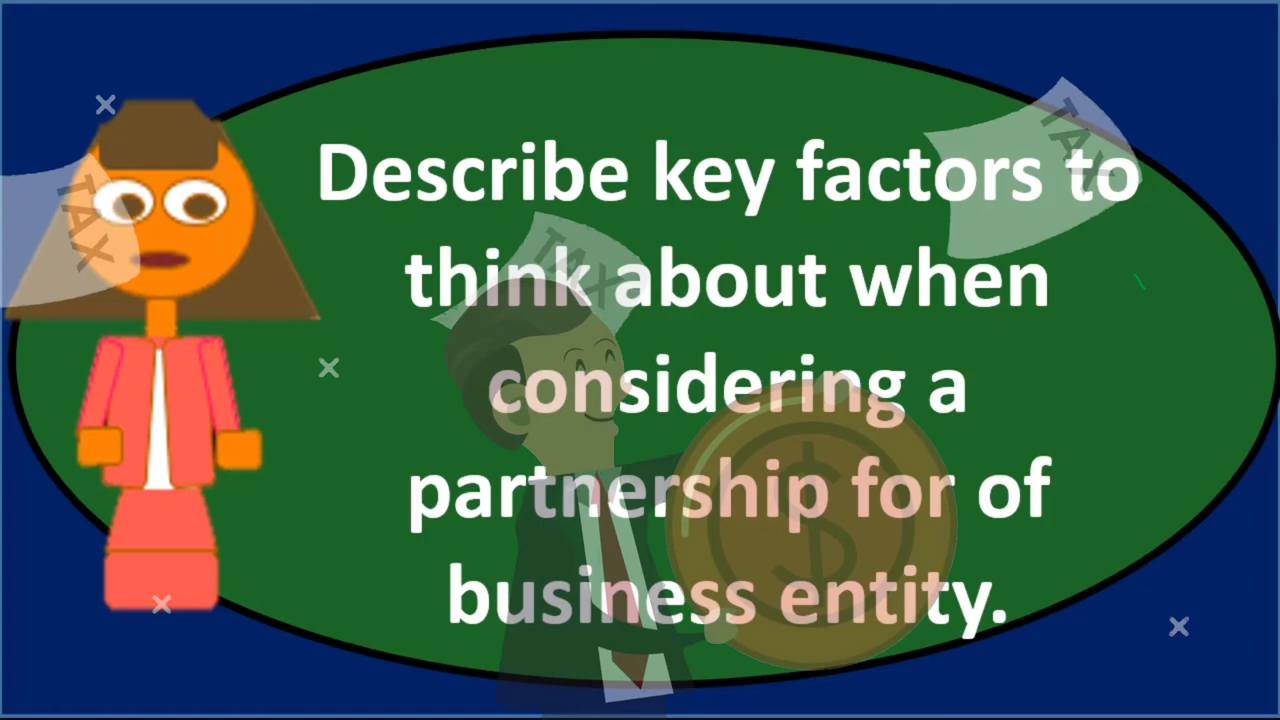 Describe key factors to
think about when
considering a
partnership for of
business entity.
TAX
TAX
TAX